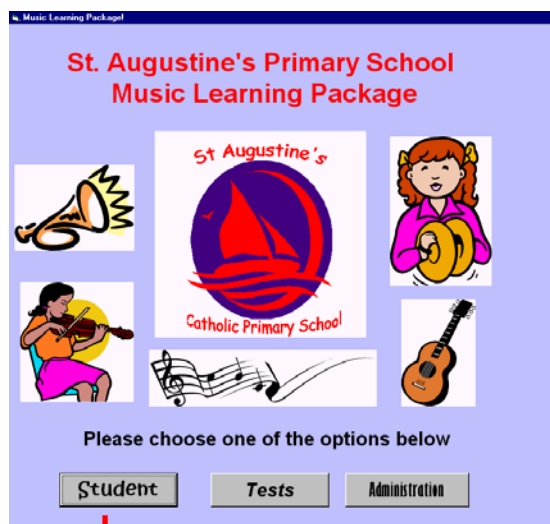 Music Learning Package!
St. Augustine's Primary School
Music Learning Package
St Augustine's
Catholic Primary School
Please choose one of the options below
Student
Tests
Administration